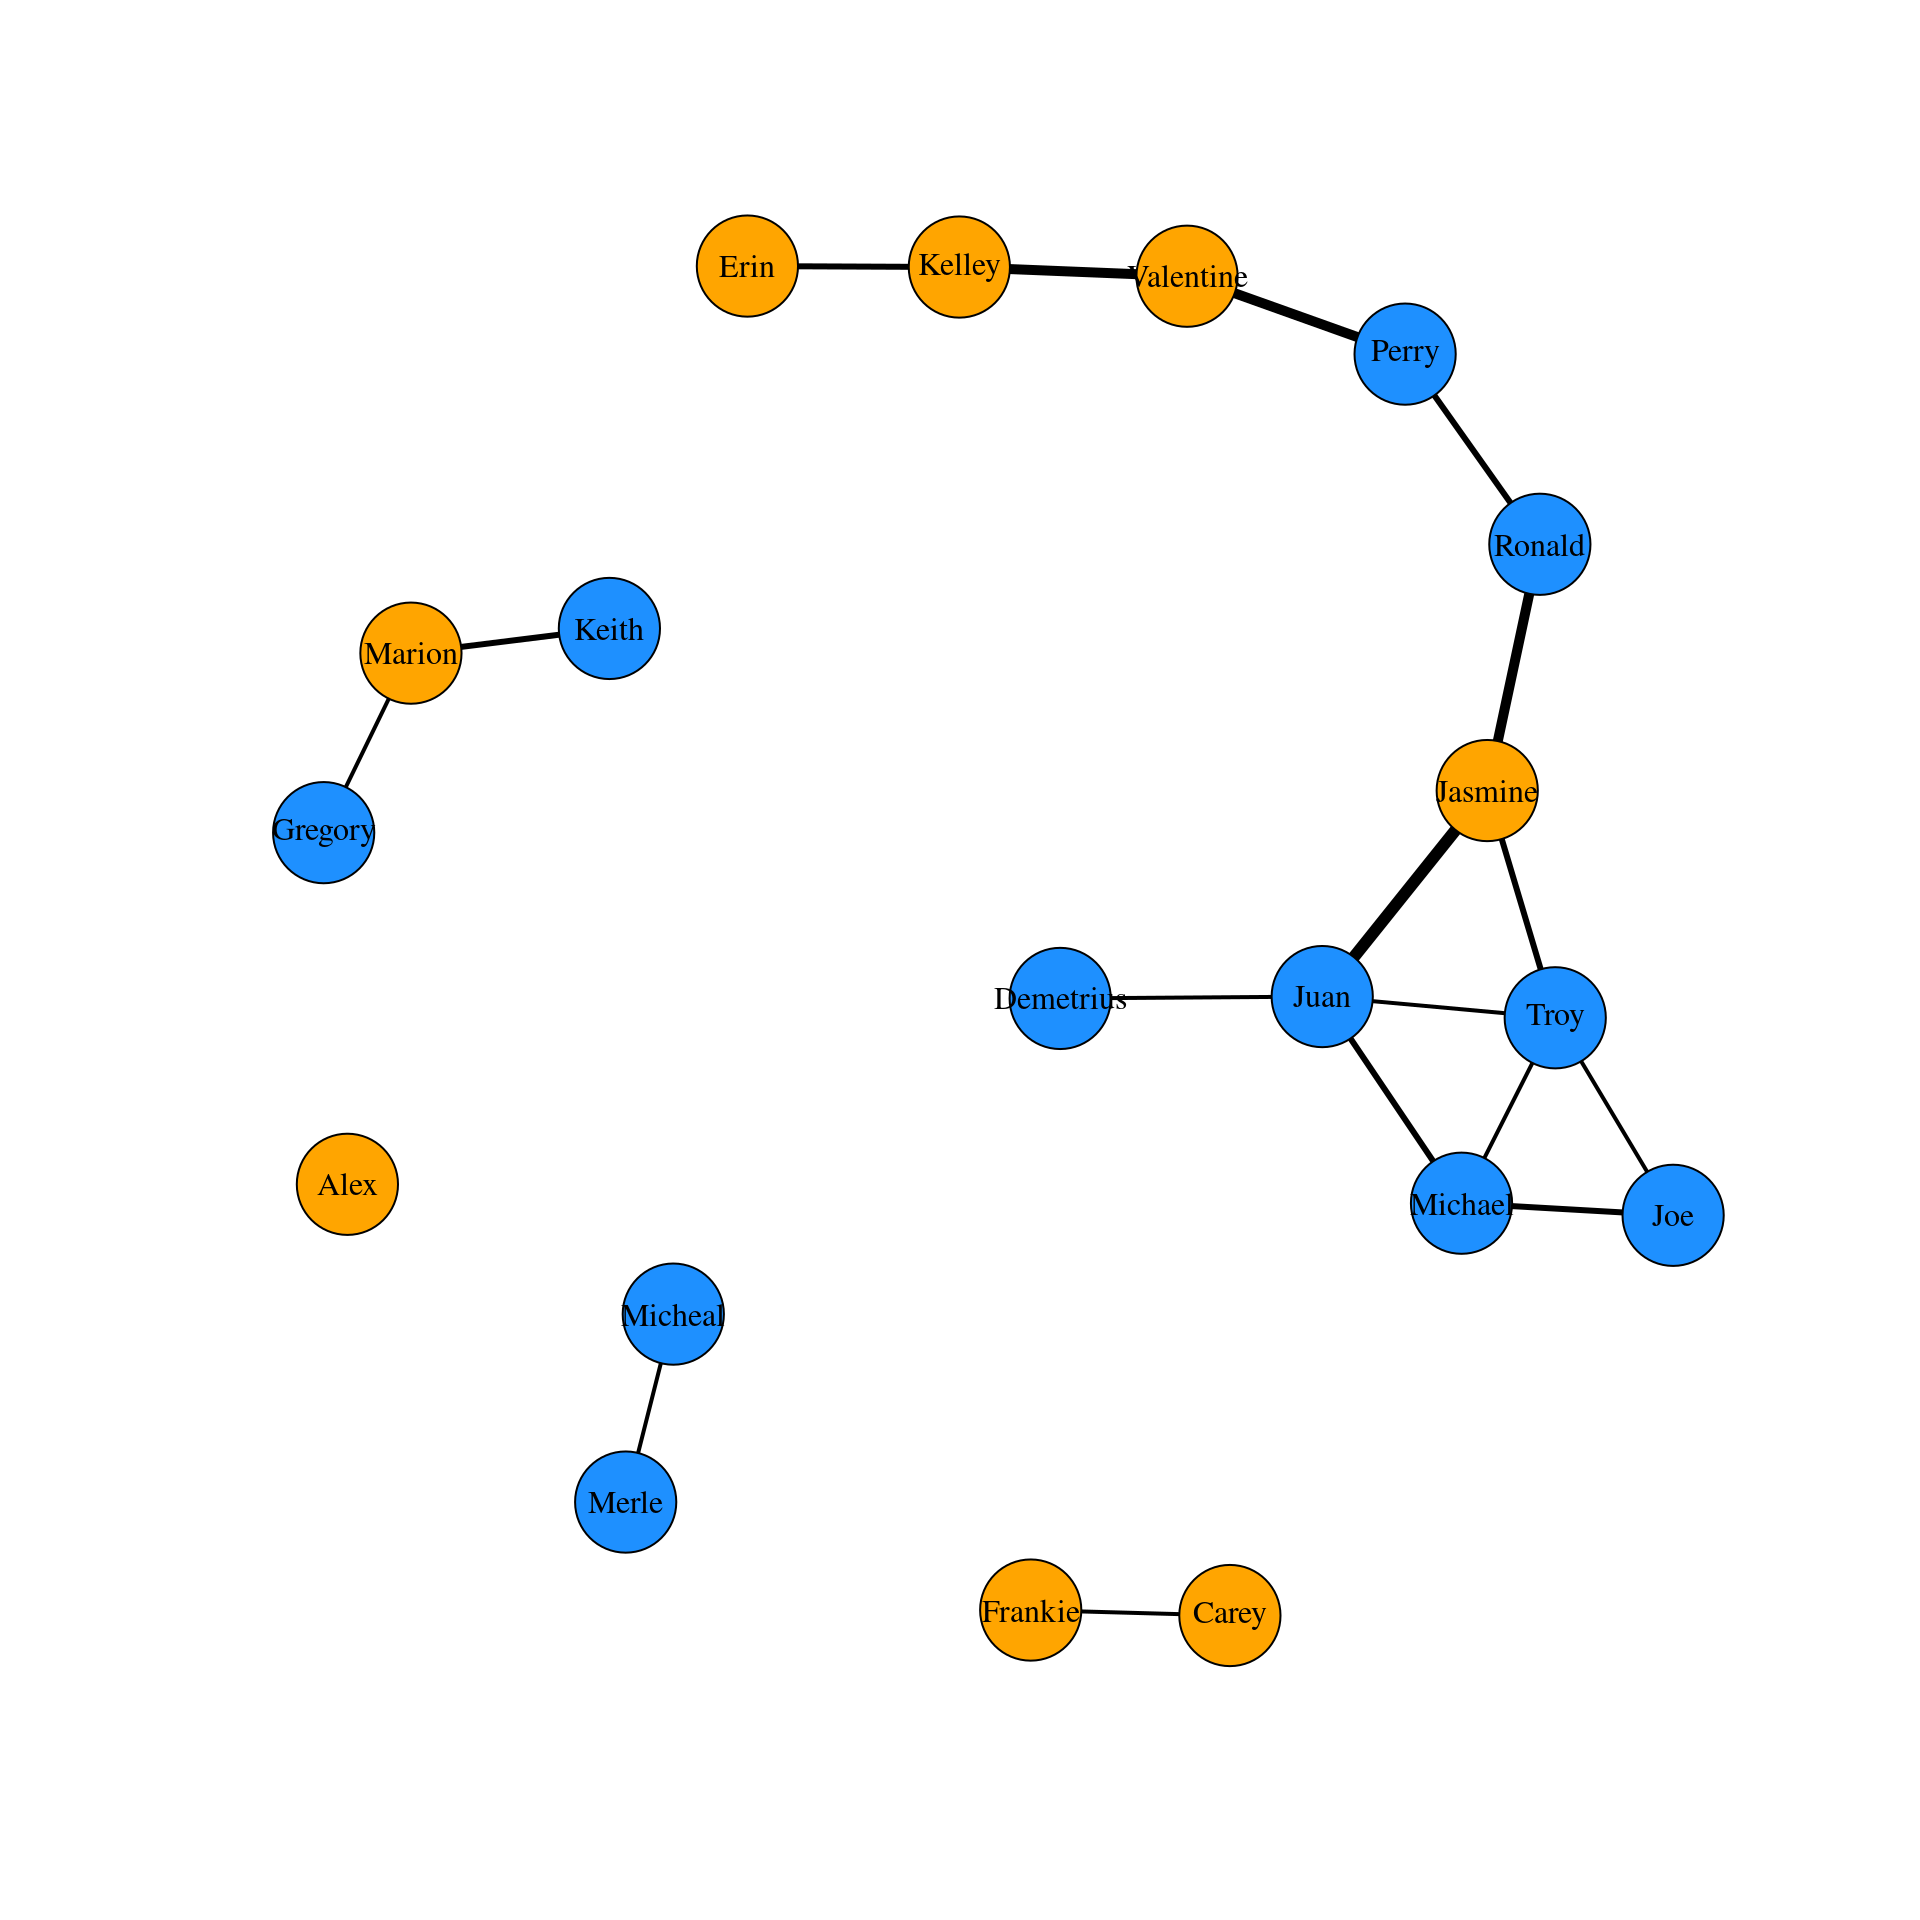 Erin
Kelley
Valentine
Perry
Ronald
Keith
Marion
Jasmine
Gregory
Demetrius
Juan
Troy
Alex
Michael
Joe
Micheal
Merle
Frankie
Carey